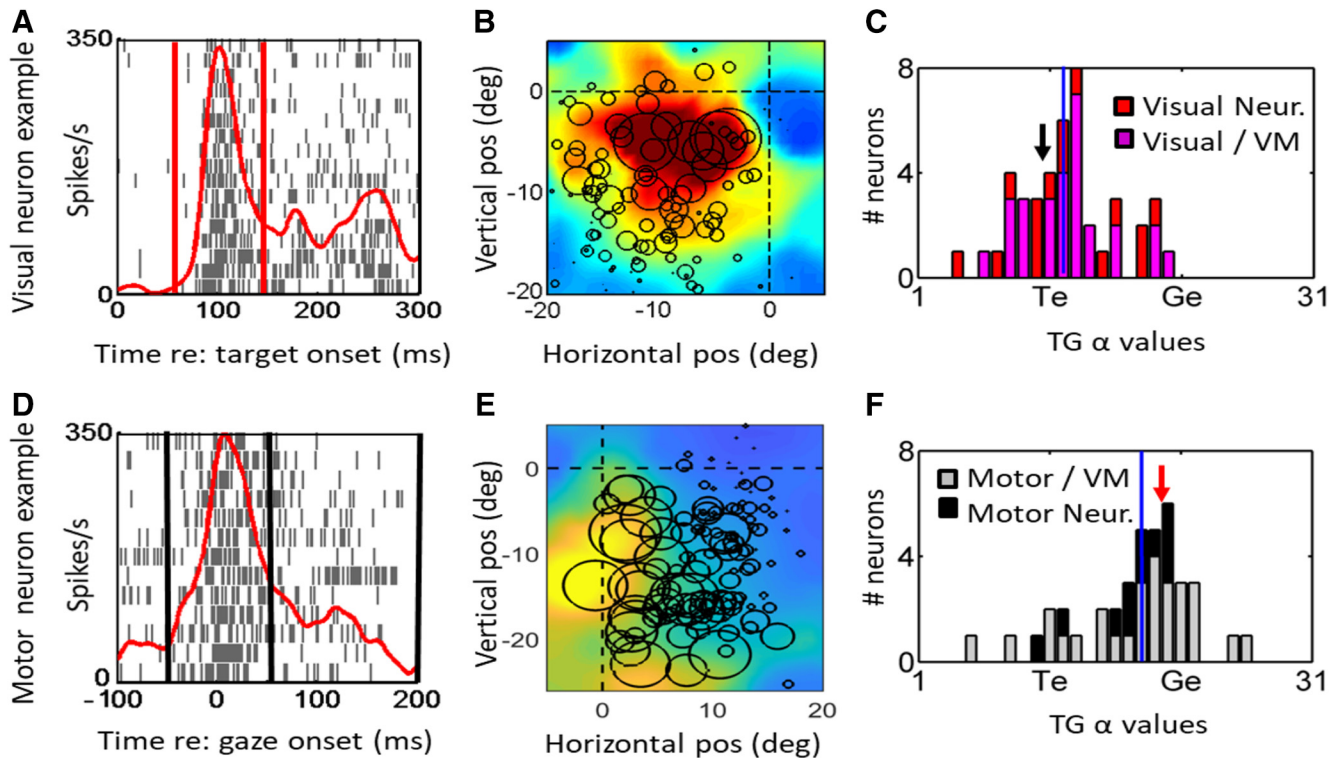 A
Visual neuron example
Spikes/s
350
0
0 100 200 300
Time re: target onset (ms)
B
Vertical pos (deg)
0
-10
-20
-20 -10 0
Horizontal pos (deg)
C
# neurons
8
4
0
Visual Neur.
Visual / VM
1 Te Ge 31
TG α values
D
Motor neuron example
Spikes/s
350
0
-100 0 100 200
Time re: gaze onset (ms)
E
Vertical pos (deg)
0
-10
-20
0 10 20
Horizontal pos (deg)
F
# neurons
8
4
0
Motor / VM
Motor Neur.
1 Te Ge 31
TG α values